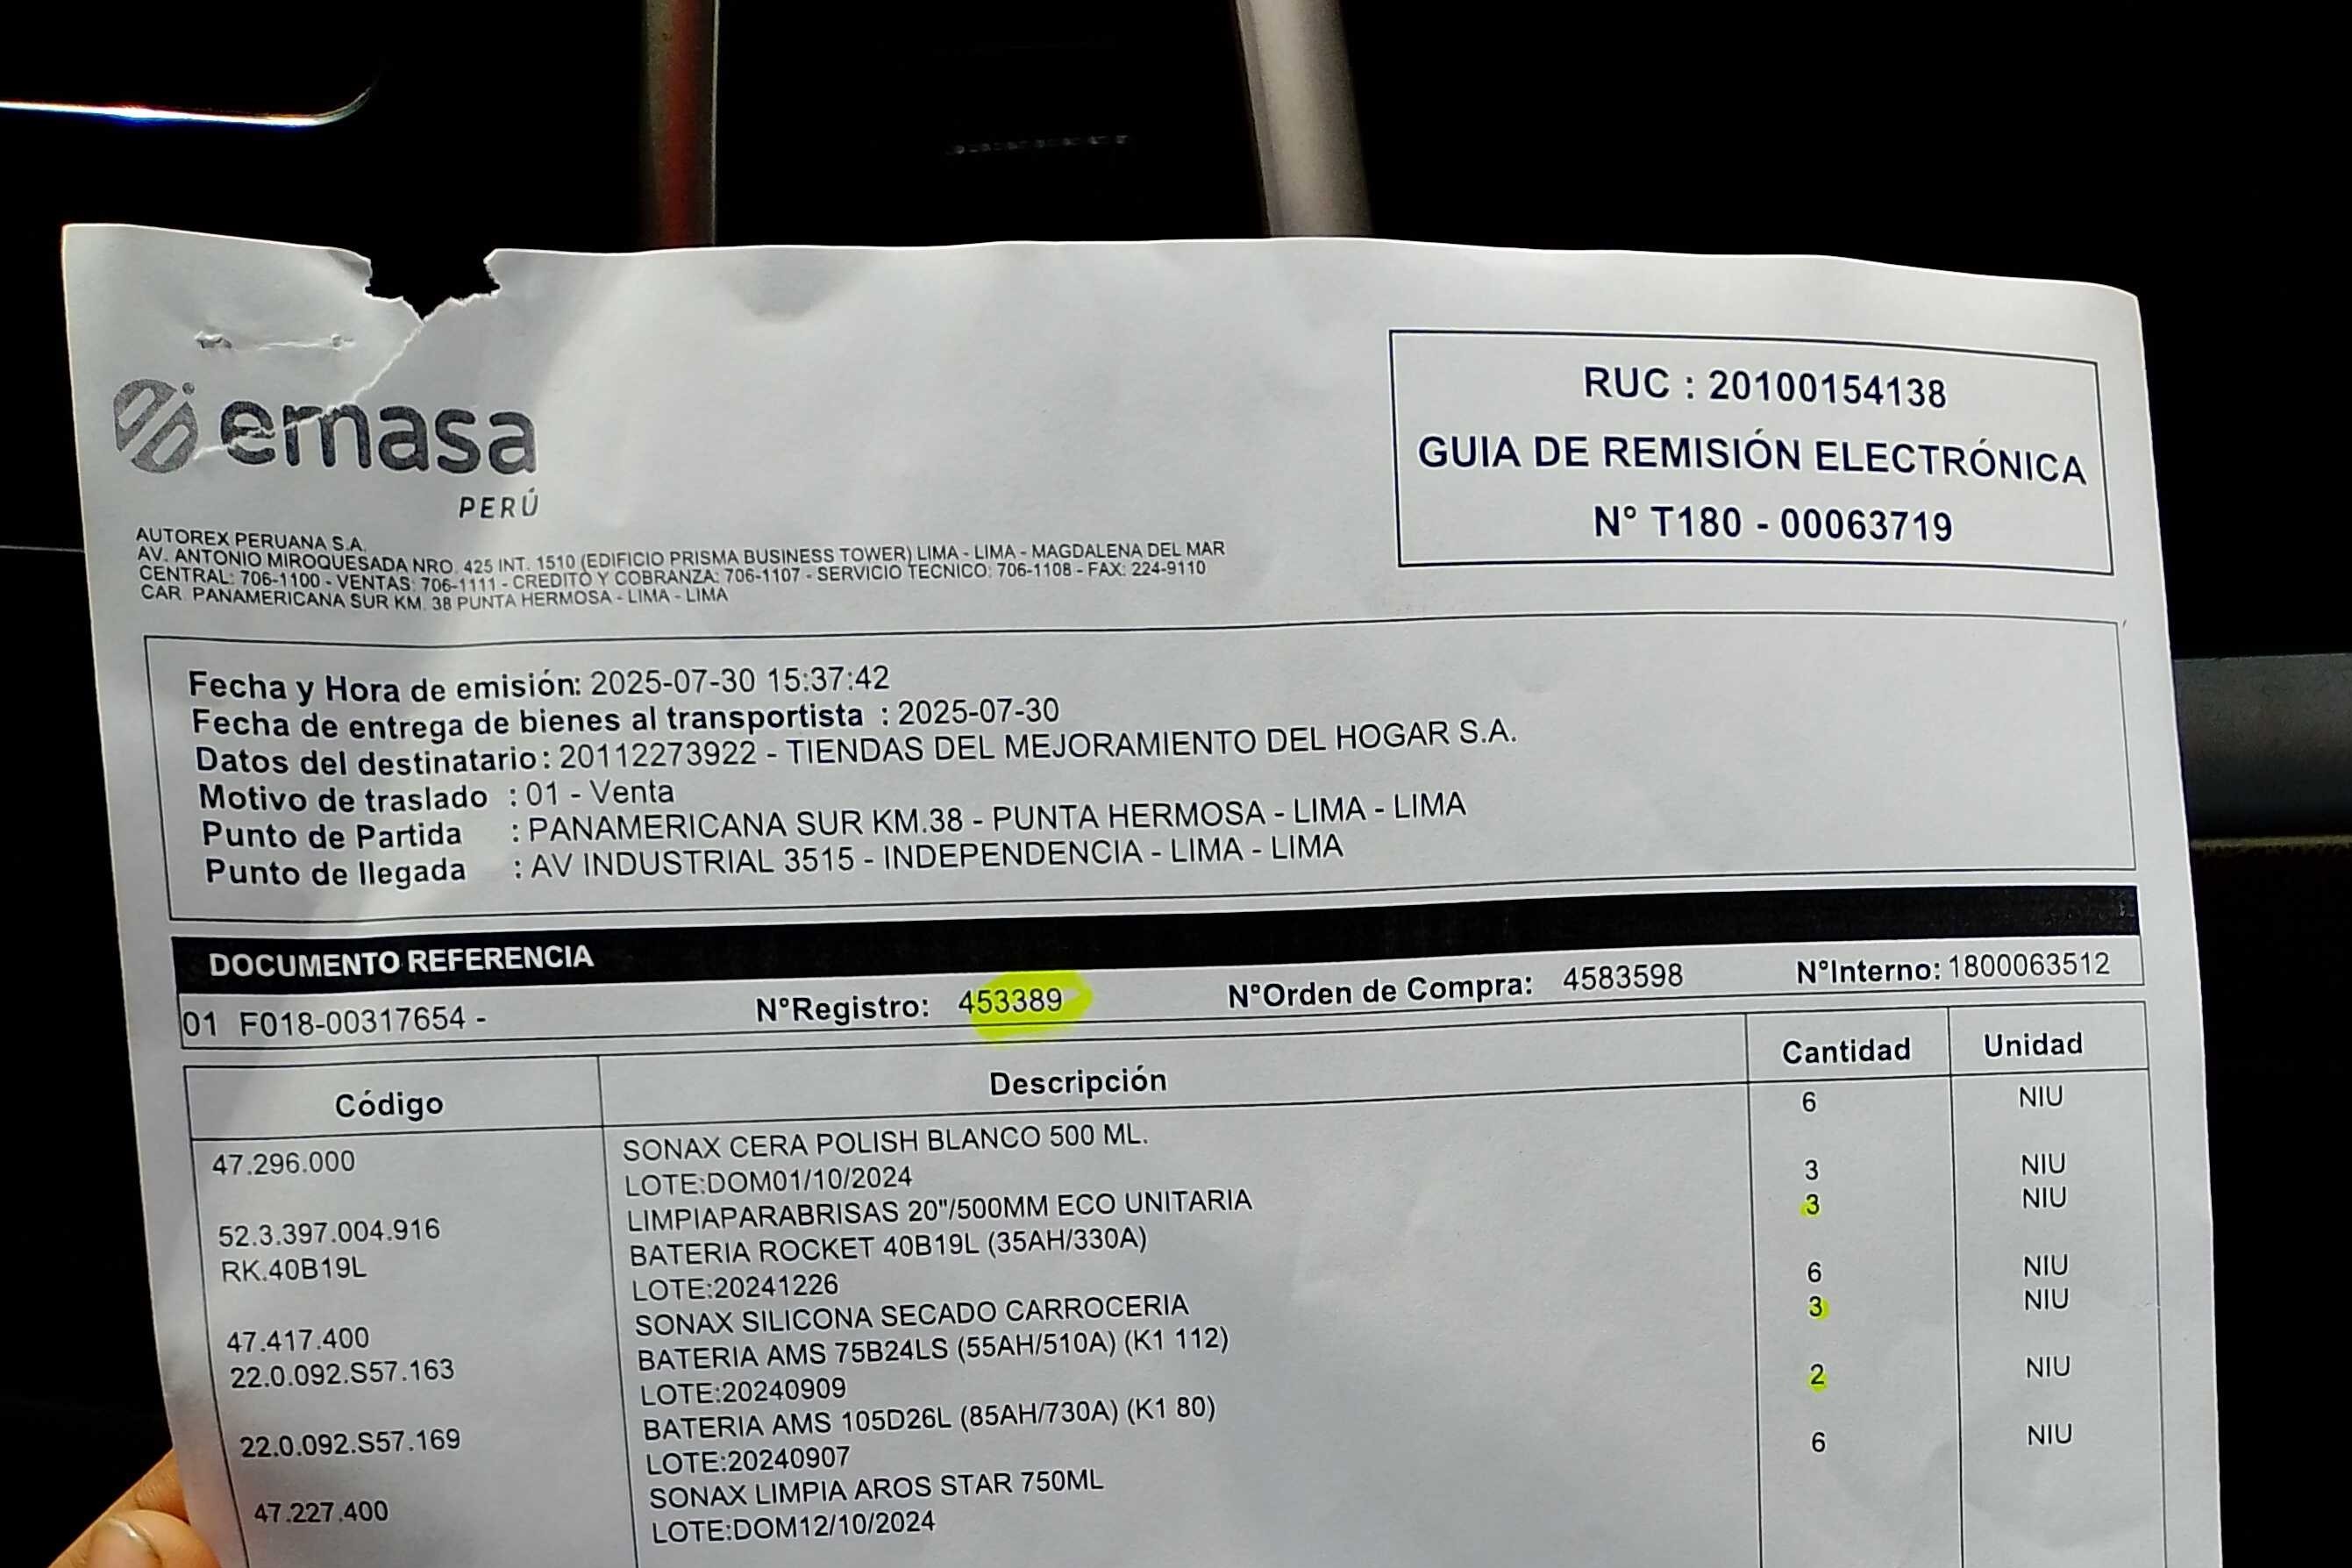 emasa
PERÚ
RUC : 20100154138
GUIA DE REMISIÓN ELECTRÓNICA
N° T180 - 00063719
AUTOREX PERUANA S.A.
AV. ANTONIO MIROQUESADA NRO. 425 INT. 1510 (EDIFICIO PRISMA BUSINESS TOWER) LIMA - LIMA - MAGDALENA DEL MAR
CENTRAL: 706-1100 - VENTAS: 706-1111 - CREDITO Y COBRANZA: 706-1107 - SERVICIO TECNICO: 706-1108 - FAX: 224-9110
CAR. PANAMERICANA SUR KM. 38 PUNTA HERMOSA - LIMA - LIMA
Fecha y Hora de emisión: 2025-07-30 15:37:42
Fecha de entrega de bienes al transportista : 2025-07-30
Datos del destinatario: 20112273922 - TIENDAS DEL MEJORAMIENTO DEL HOGAR S.A.
Motivo de traslado : 01 - Venta
Punto de Partida : PANAMERICANA SUR KM.38 - PUNTA HERMOSA - LIMA - LIMA
Punto de llegada : AV INDUSTRIAL 3515 - INDEPENDENCIA - LIMA - LIMA
DOCUMENTO REFERENCIA
01 F018-00317654 - N°Registro: 453389 N°Orden de Compra: 4583598 N°Interno: 1800063512
Código Descripción Cantidad Unidad
47.296.000 SONAX CERA POLISH BLANCO 500 ML. 6 NIU
LOTE:DOM01/10/2024
52.3.397.004.916 LIMPIAPARABRISAS 20"/500MM ECO UNITARIA 3 NIU
RK.40B19L BATERIA ROCKET 40B19L (35AH/330A) 3 NIU
LOTE:20241226
47.417.400 SONAX SILICONA SECADO CARROCERIA 6 NIU
22.0.092.S57.163 BATERIA AMS 75B24LS (55AH/510A) (K1 112) 3 NIU
LOTE:20240909
22.0.092.S57.169 BATERIA AMS 105D26L (85AH/730A) (K1 80) 2 NIU
LOTE:20240907
47.227.400 SONAX LIMPIA AROS STAR 750ML 6 NIU
LOTE:DOM12/10/2024